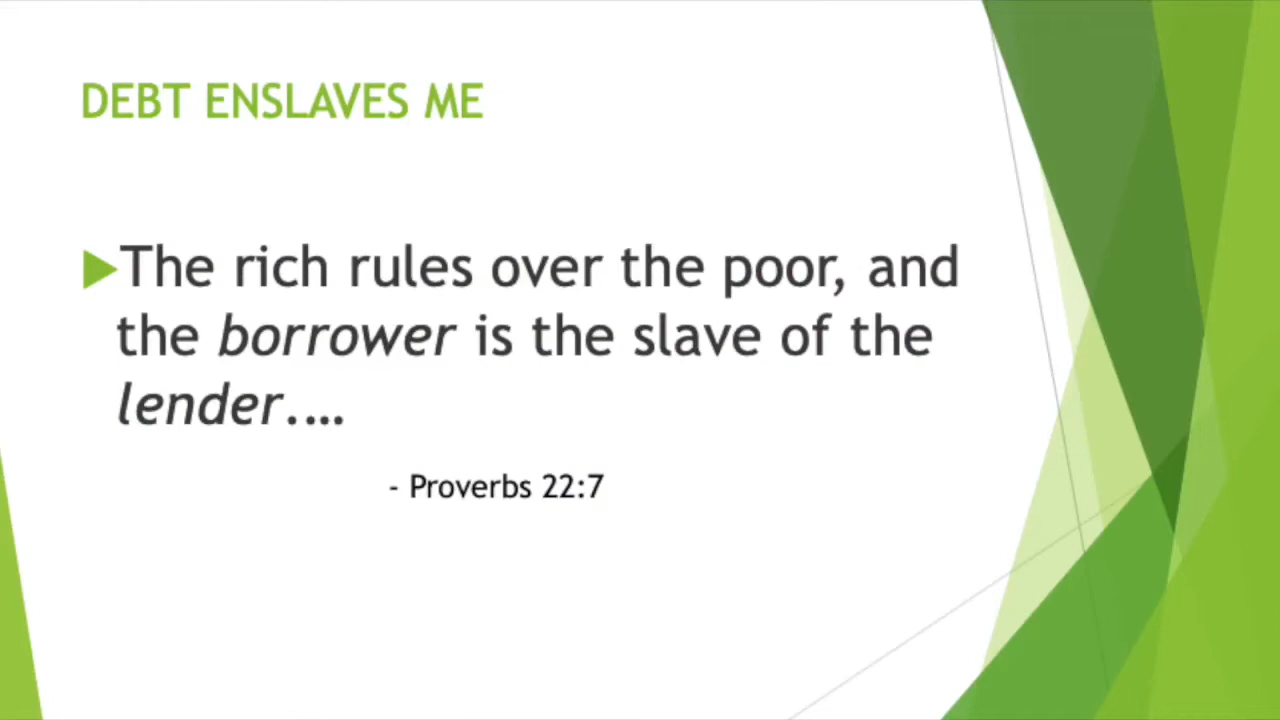 DEBT ENSLAVES ME
The rich rules over the poor, and
the borrower is the slave of the
lender.…
- Proverbs 22:7